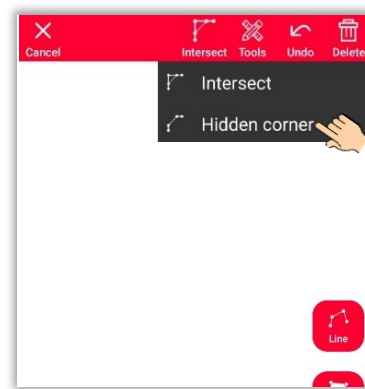 Cancel Intersect Tools Undo Delete
Intersect
Hidden corner
Line